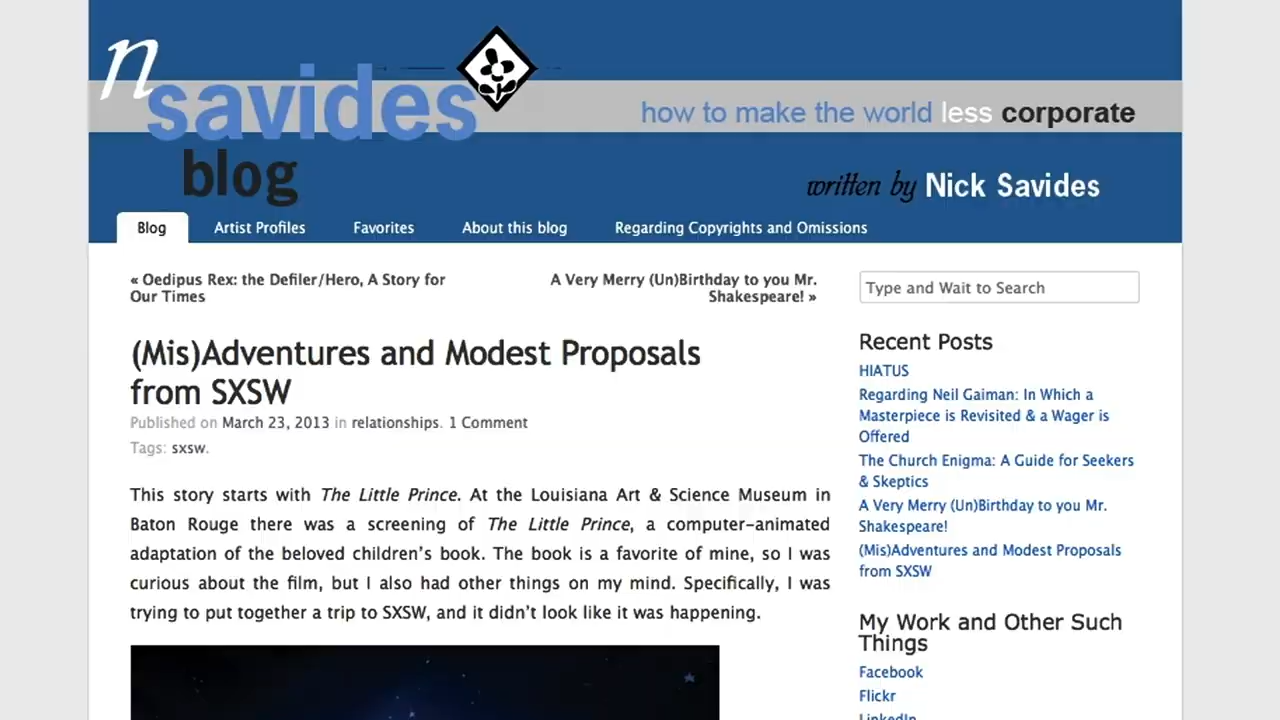 n
savides
blog
how to make the world less corporate
written by Nick Savides
Blog
Artist Profiles
Favorites
About this blog
Regarding Copyrights and Omissions
« Oedipus Rex: the Defiler/Hero, A Story for
Our Times
A Very Merry (Un)Birthday to you Mr.
Shakespeare! »
(Mis)Adventures and Modest Proposals
from SXSW
Published on March 23, 2013 in relationships. 1 Comment
Tags: sxsw.
This story starts with The Little Prince. At the Louisiana Art & Science Museum in
Baton Rouge there was a screening of The Little Prince, a computer-animated
adaptation of the beloved children's book. The book is a favorite of mine, so I was
curious about the film, but I also had other things on my mind. Specifically, I was
trying to put together a trip to SXSW, and it didn't look like it was happening.
Type and Wait to Search
Recent Posts
HIATUS
Regarding Neil Gaiman: In Which a
Masterpiece is Revisited & a Wager is
Offered
The Church Enigma: A Guide for Seekers
& Skeptics
A Very Merry (Un)Birthday to you Mr.
Shakespeare!
(Mis)Adventures and Modest Proposals
from SXSW
My Work and Other Such
Things
Facebook
Flickr
LinkedIn